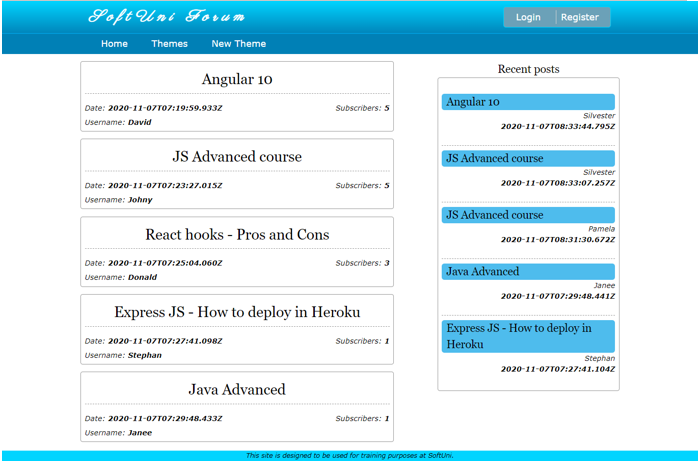 SoftUni Forum
Login Register
Home Themes New Theme
Angular 10
Date: 2020-11-07T07:19:59.933Z Subscribers: 5
Username: David
JS Advanced course
Date: 2020-11-07T07:23:27.015Z Subscribers: 5
Username: Johny
React hooks - Pros and Cons
Date: 2020-11-07T07:25:04.060Z Subscribers: 3
Username: Donald
Express JS - How to deploy in Heroku
Date: 2020-11-07T07:27:41.098Z Subscribers: 1
Username: Stephan
Java Advanced
Date: 2020-11-07T07:29:48.433Z Subscribers: 1
Username: Janee
Recent posts
Angular 10
Silvester
2020-11-07T08:33:44.795Z
JS Advanced course
Silvester
2020-11-07T08:33:07.257Z
JS Advanced course
Pamela
2020-11-07T08:31:30.672Z
Java Advanced
Janee
2020-11-07T07:29:48.441Z
Express JS - How to deploy in
Heroku
Stephan
2020-11-07T07:27:41.104Z
This site is designed to be used for training purposes at SoftUni.